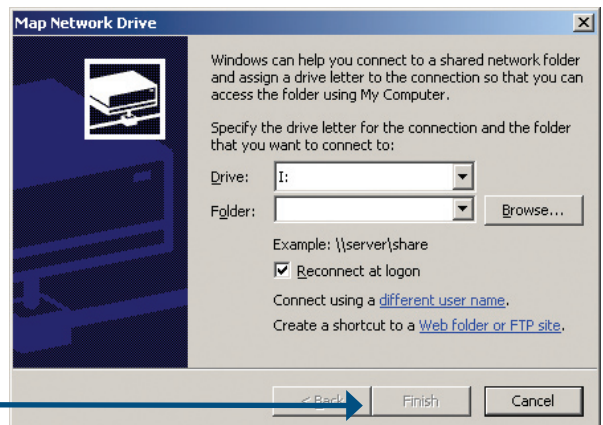 Map Network Drive
Windows can help you connect to a shared network folder
and assign a drive letter to the connection so that you can
access the folder using My Computer.
Specify the drive letter for the connection and the folder
that you want to connect to:
Drive: I:
Folder: Browse...
Example: \\server\share
Reconnect at logon
Connect using a different user name.
Create a shortcut to a Web folder or FTP site.
< Back Finish Cancel